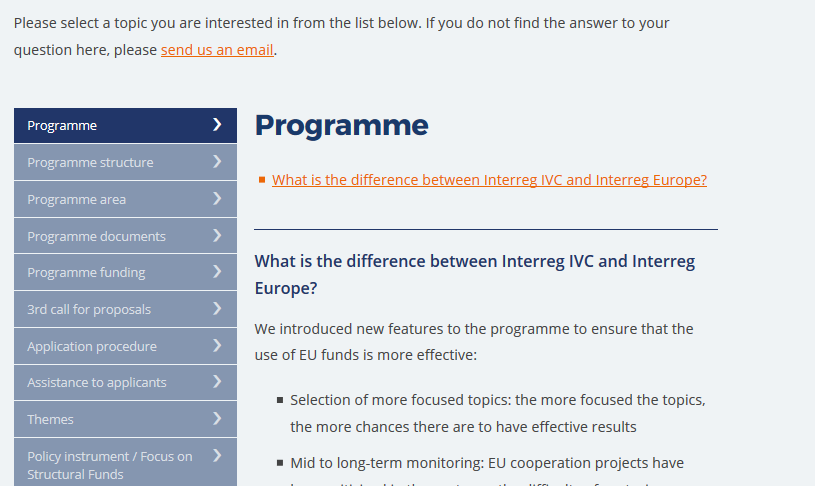 Please select a topic you are interested in from the list below. If you do not find the answer to your
question here, please send us an email.
Programme
Programme structure
Programme area
Programme documents
Programme funding
3rd call for proposals
Application procedure
Assistance to applicants
Themes
Policy instrument / Focus on
Structural Funds
Programme
What is the difference between Interreg IVC and Interreg Europe?
What is the difference between Interreg IVC and Interreg
Europe?
We introduced new features to the programme to ensure that the
use of EU funds is more effective:
Selection of more focused topics: the more focused the topics,
the more chances there are to have effective results
Mid to long-term monitoring: EU cooperation projects have